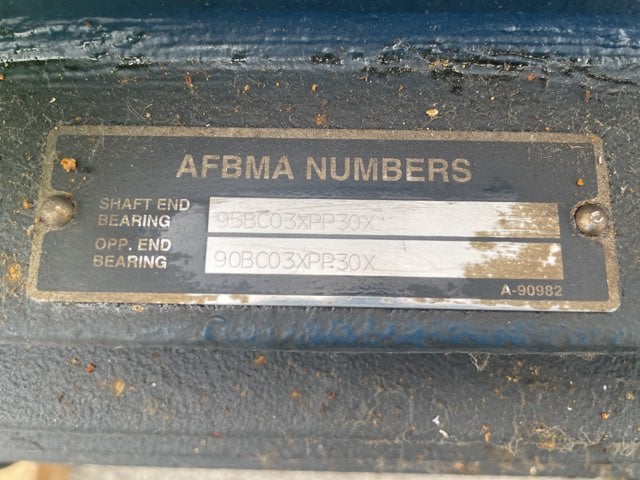 AFBMA NUMBERS
SHAFT END
BEARING
95BC03XPP30X
OPP. END
BEARING
90BC03XPP30X
A-90982